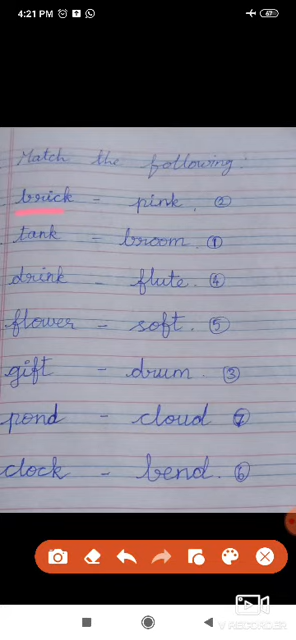 4:21 PM
67
Match the following:
brick - pink. ②
tank - broom. ①
drink - flute. ④
flower - soft. ⑤
gift - drum. ③
pond - cloud ⑦
clock - bend. ⑥
RECORDER